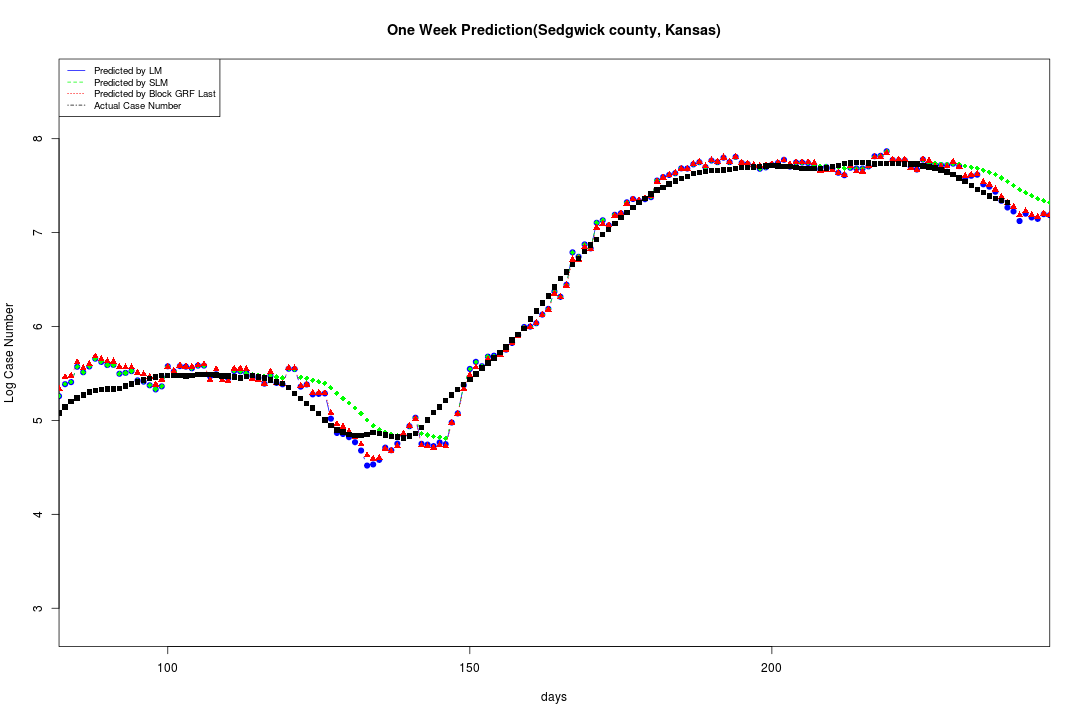 One Week Prediction(Sedgwick county, Kansas)
Predicted by LM
Predicted by SLM
Predicted by Block GRF Last
Actual Case Number
8
7
6
5
4
3
Log Case Number
100 150 200
days